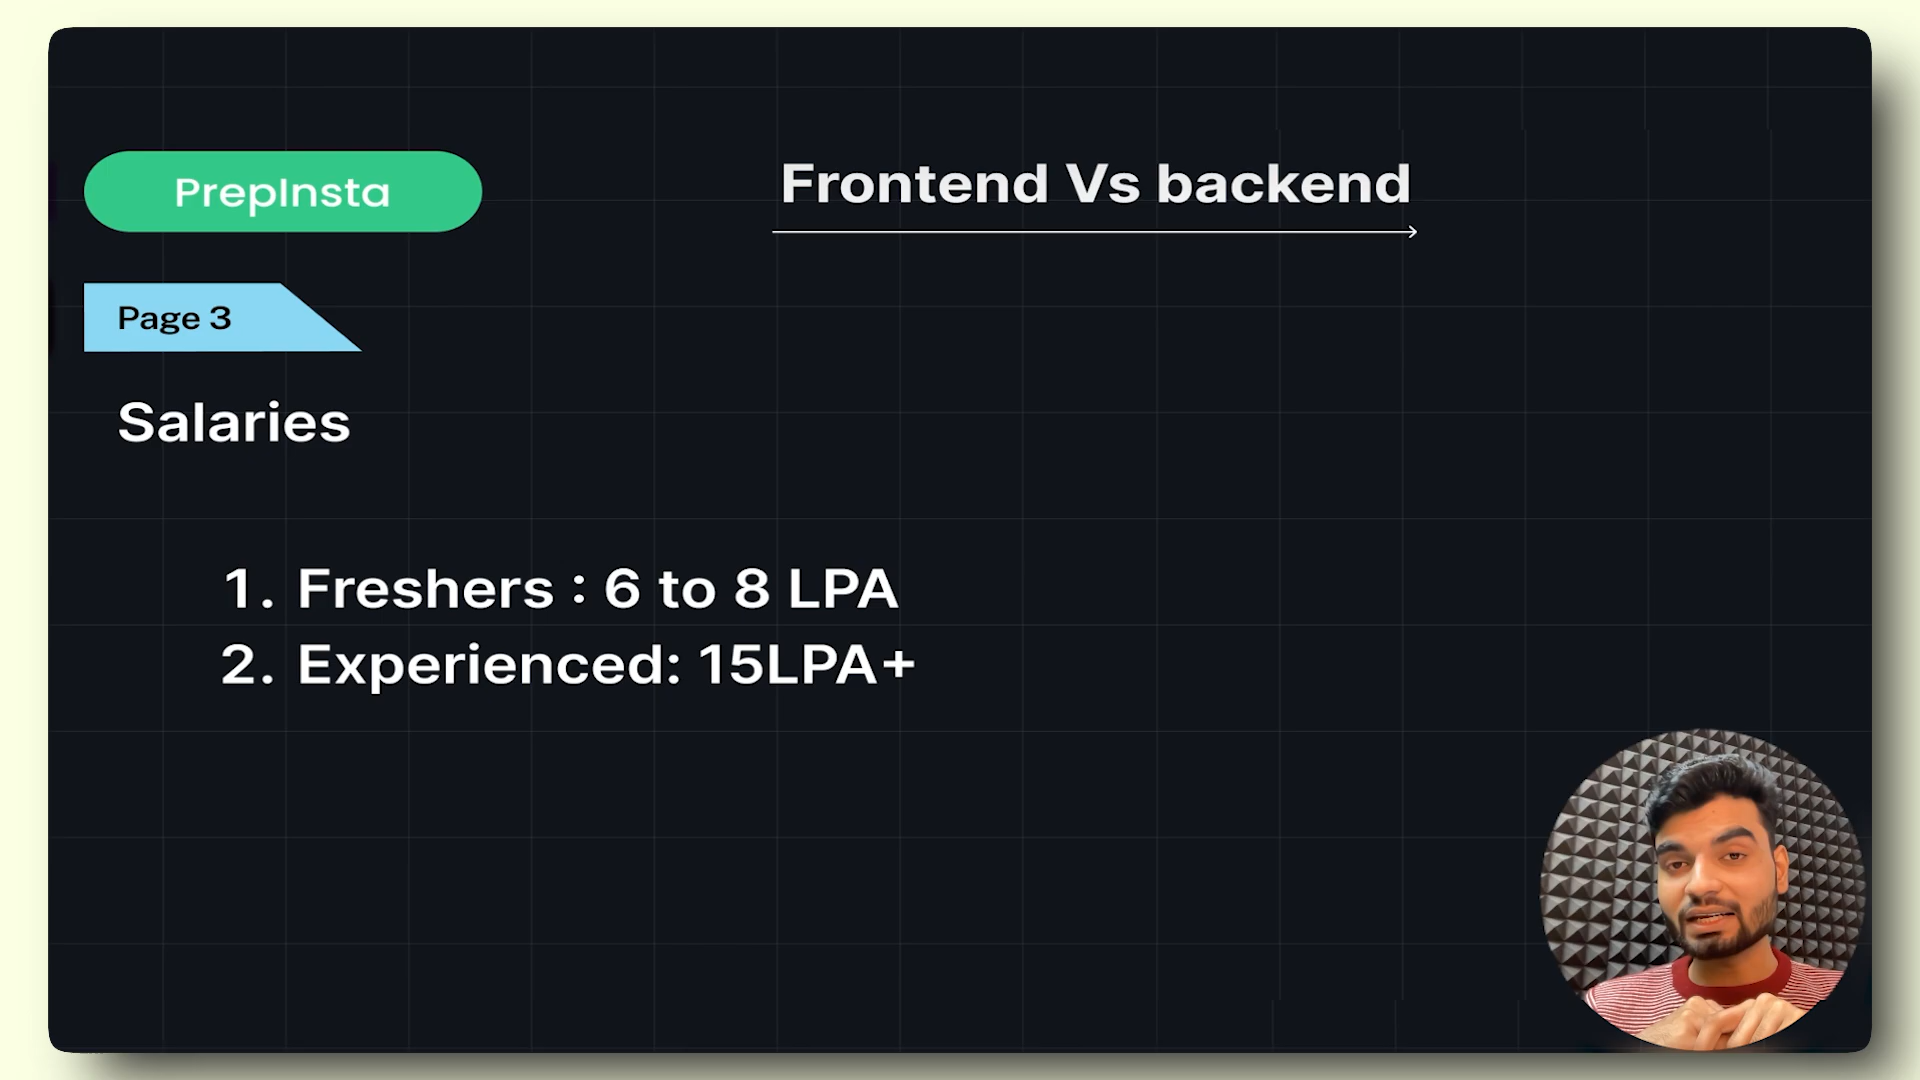 PrepInsta
Frontend Vs backend
Page 3
Salaries
1. Freshers : 6 to 8 LPA
2. Experienced: 15LPA+